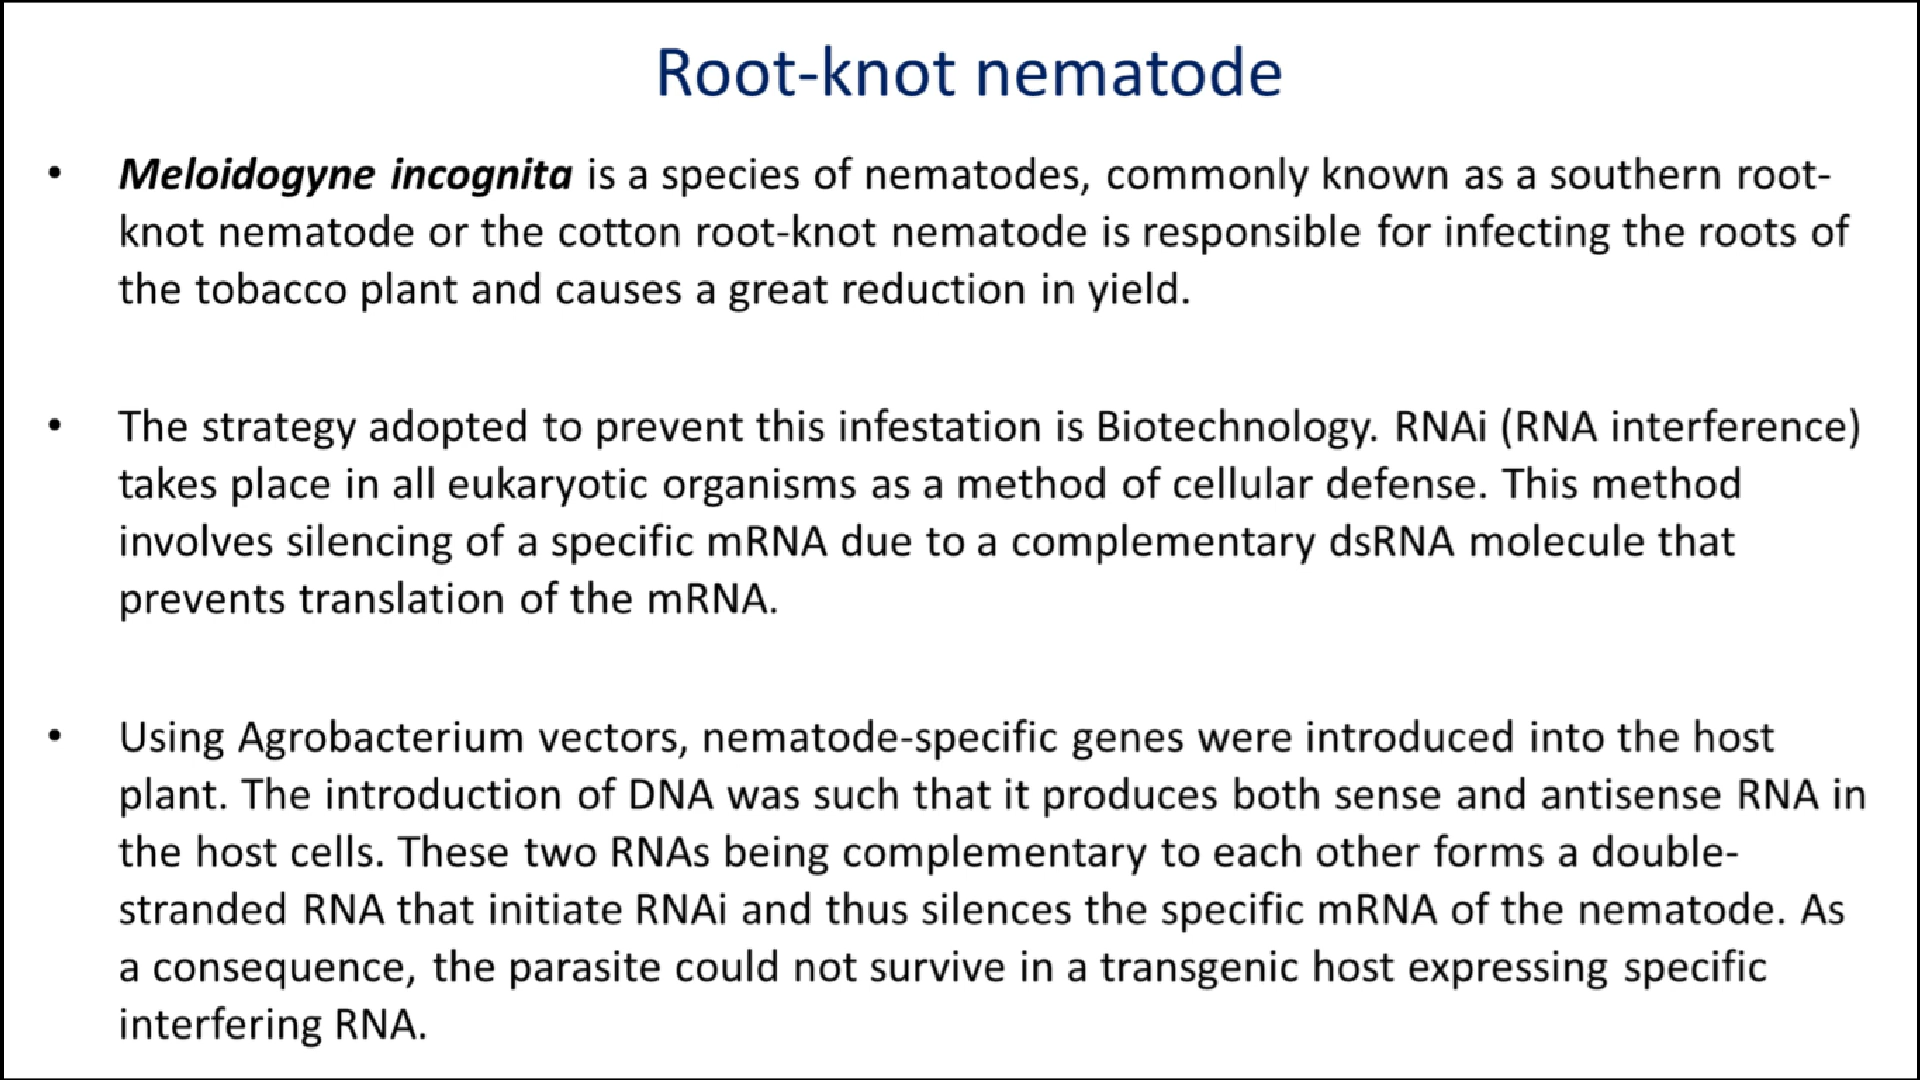 Root-knot nematode
• Meloidogyne incognita is a species of nematodes, commonly known as a southern root-
knot nematode or the cotton root-knot nematode is responsible for infecting the roots of
the tobacco plant and causes a great reduction in yield.
• The strategy adopted to prevent this infestation is Biotechnology. RNAi (RNA interference)
takes place in all eukaryotic organisms as a method of cellular defense. This method
involves silencing of a specific mRNA due to a complementary dsRNA molecule that
prevents translation of the mRNA.
• Using Agrobacterium vectors, nematode-specific genes were introduced into the host
plant. The introduction of DNA was such that it produces both sense and antisense RNA in
the host cells. These two RNAs being complementary to each other forms a double-
stranded RNA that initiate RNAi and thus silences the specific mRNA of the nematode. As
a consequence, the parasite could not survive in a transgenic host expressing specific
interfering RNA.